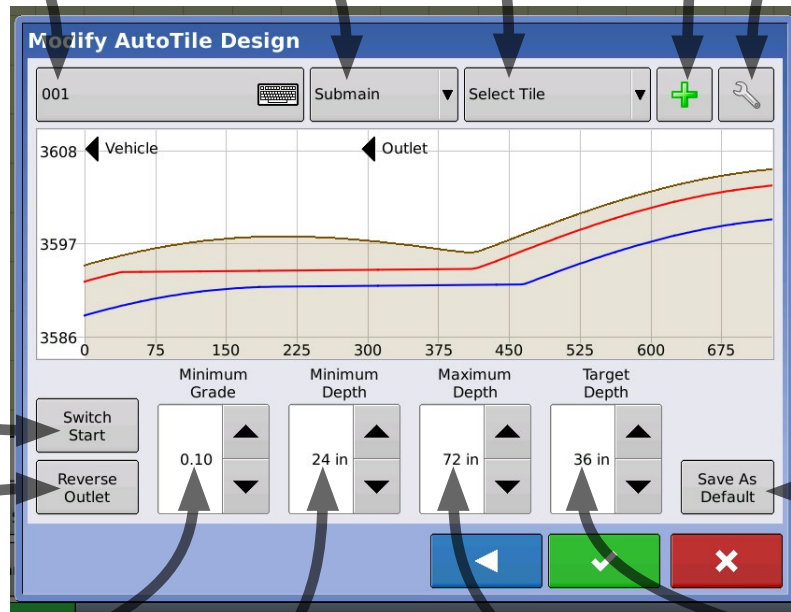 Modify AutoTile Design
001
Submain
Select Tile
3608
Vehicle
Outlet
3597
3586
0 75 150 225 300 375 450 525 600 675
Minimum
Grade
Minimum
Depth
Maximum
Depth
Target
Depth
Switch
Start
0.10
24 in
72 in
36 in
Reverse
Outlet
Save As
Default